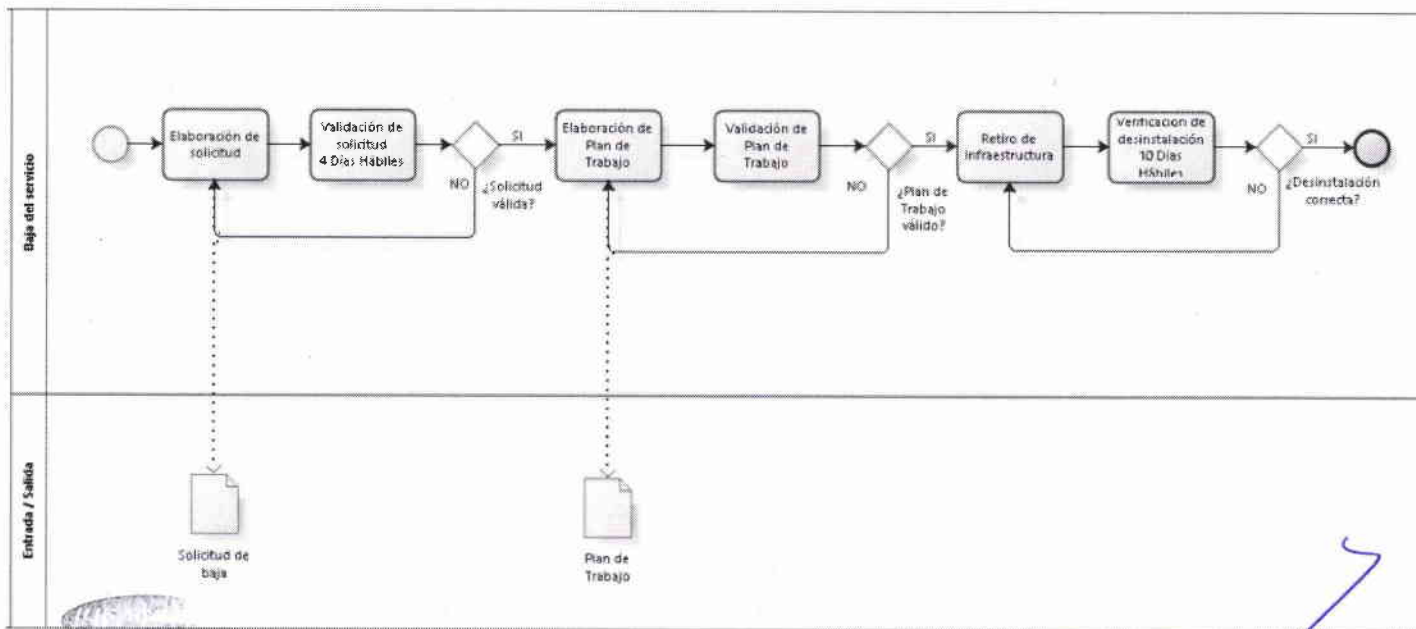 Baja del servicio
Elaboración de
solicitud
Validación de
solicitud
4 Días Hábiles
SI
NO
¿Solicitud
válida?
Elaboración de
Plan de
Trabajo
Validación de
Plan de
Trabajo
SI
NO
¿Plan de
Trabajo
válido?
Retiro de
infraestructura
Verificación de
desinstalación
10 Días
Hábiles
SI
NO
¿Desinstalación
correcta?
Entrada / Salida
Solicitud de
baja
Plan de
Trabajo